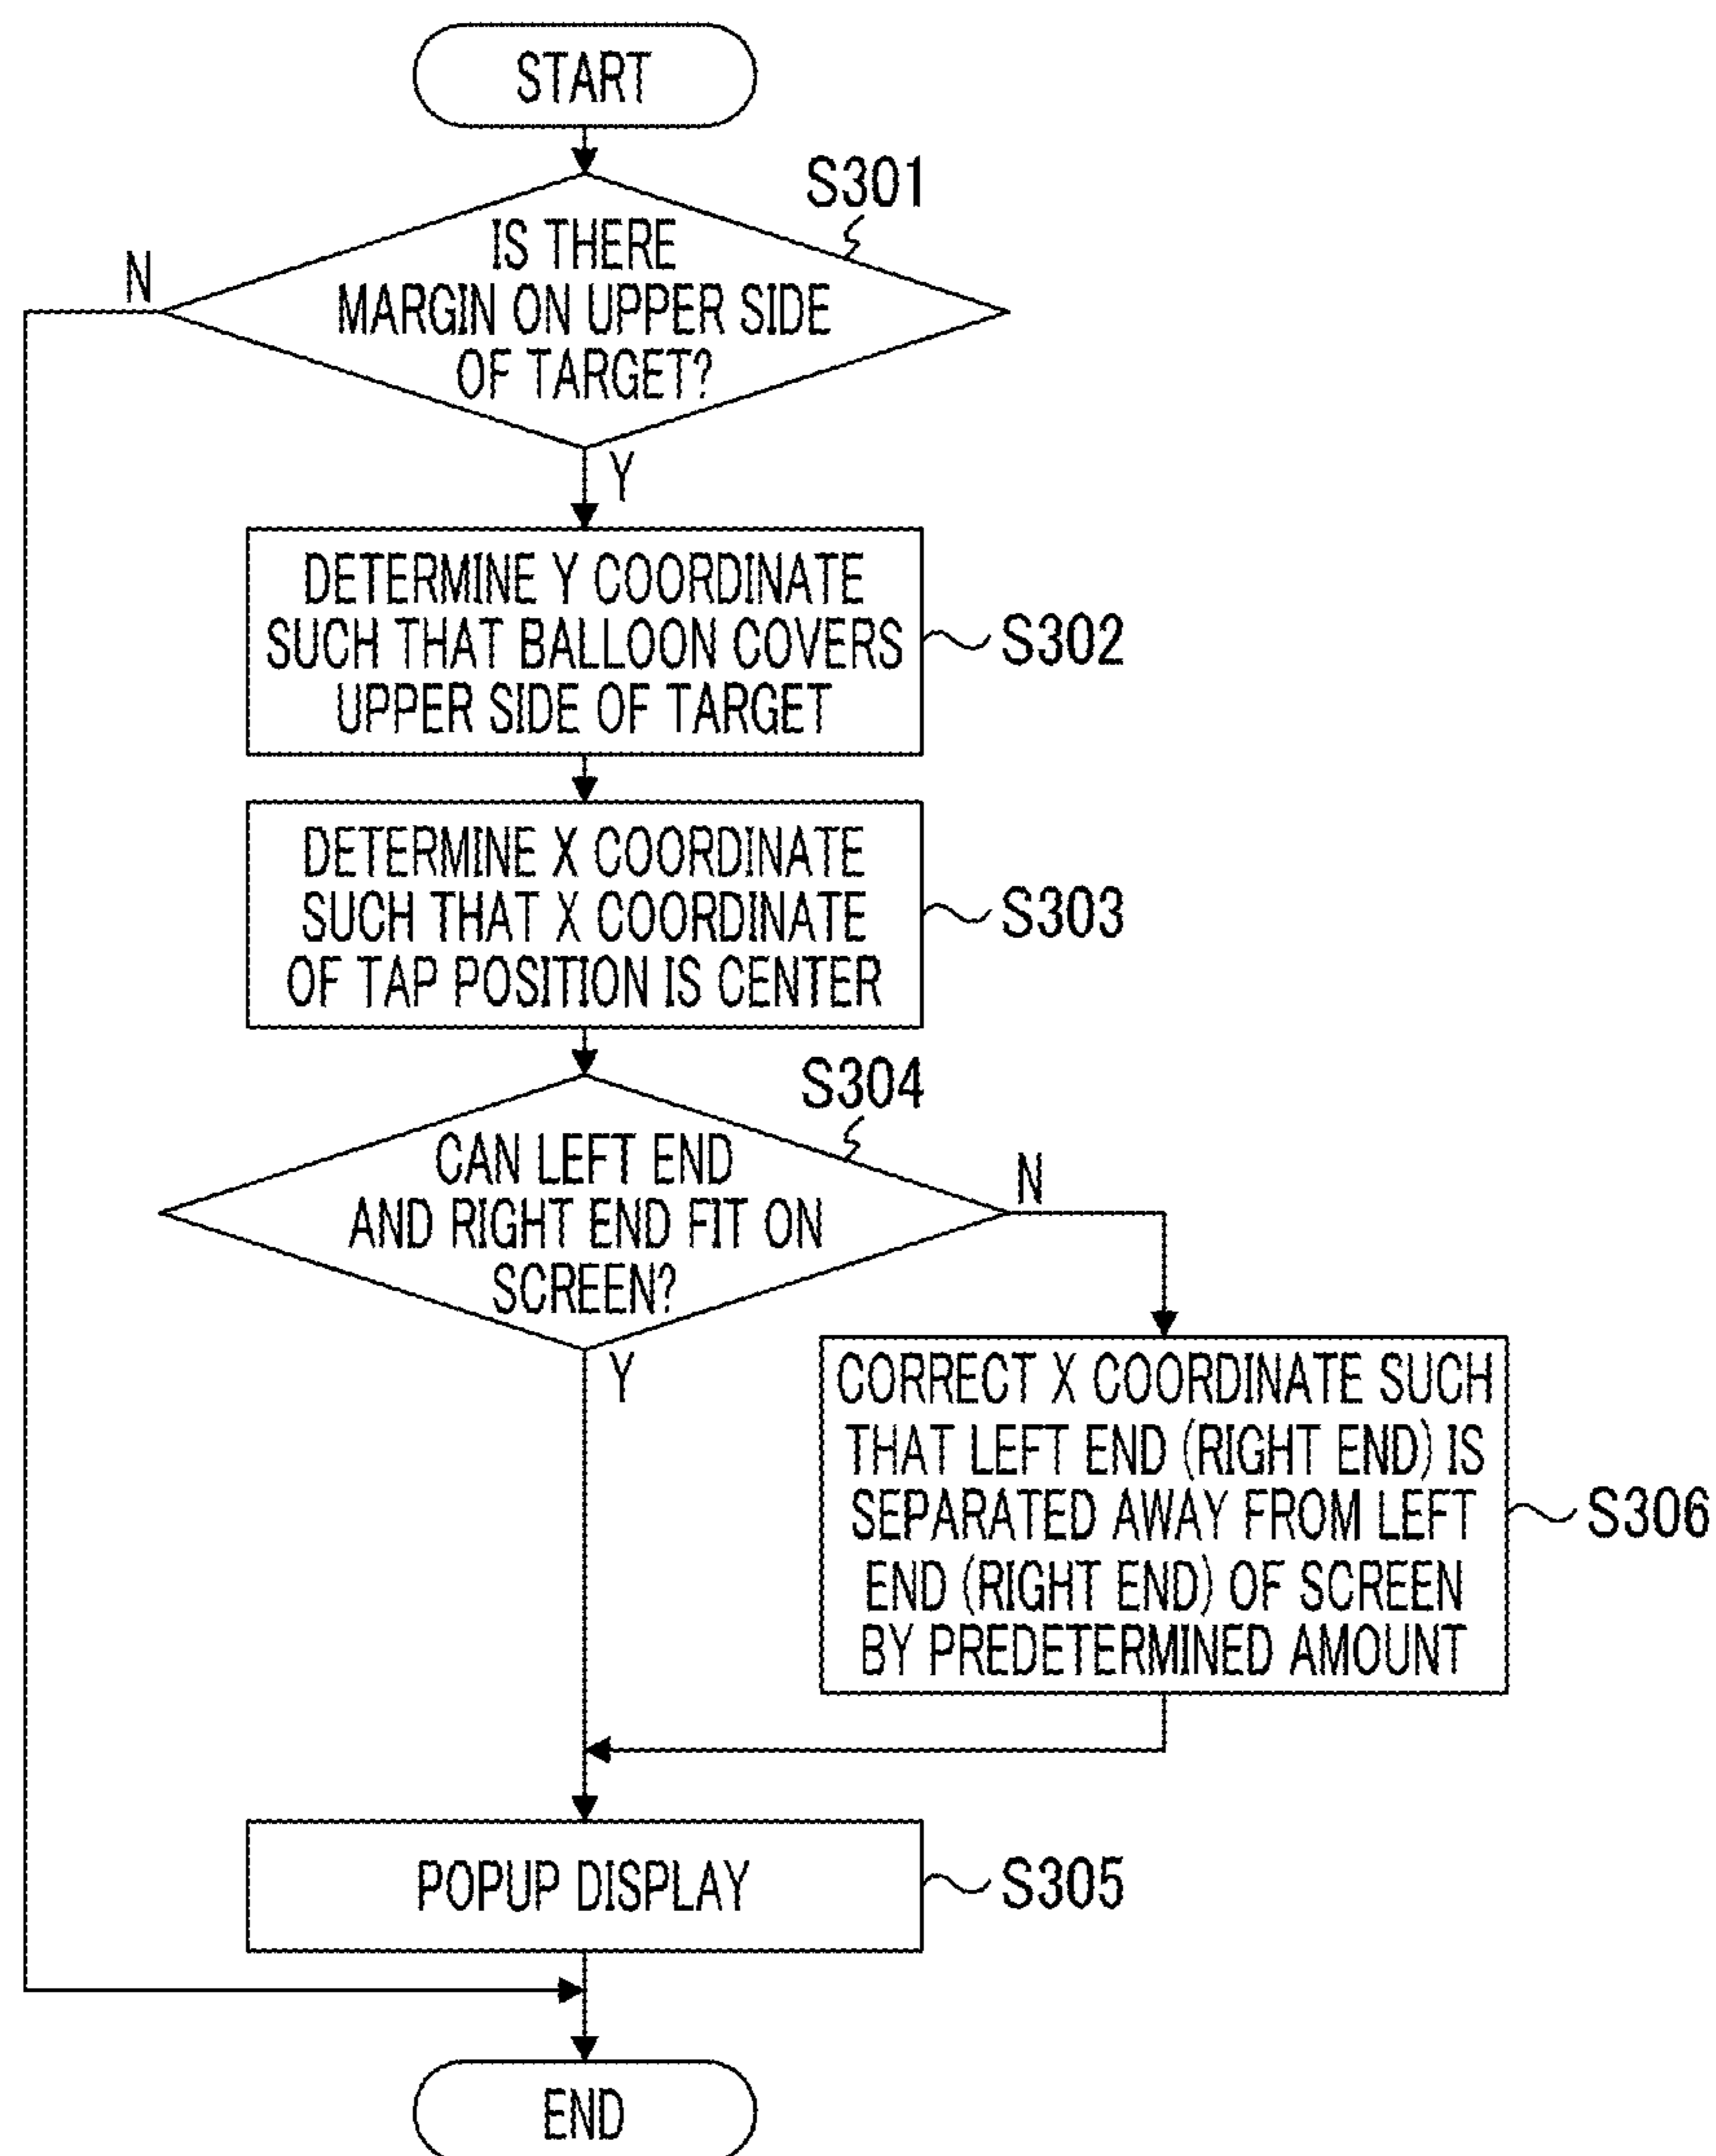 START
S301
IS THERE
MARGIN ON UPPER SIDE
OF TARGET?
N
Y
DETERMINE Y COORDINATE
SUCH THAT BALLOON COVERS
UPPER SIDE OF TARGET
S302
DETERMINE X COORDINATE
SUCH THAT X COORDINATE
OF TAP POSITION IS CENTER
S303
S304
CAN LEFT END
AND RIGHT END FIT ON
SCREEN?
N
Y
CORRECT X COORDINATE SUCH
THAT LEFT END (RIGHT END) IS
SEPARATED AWAY FROM LEFT
END (RIGHT END) OF SCREEN
BY PREDETERMINED AMOUNT
S306
POPUP DISPLAY
S305
END